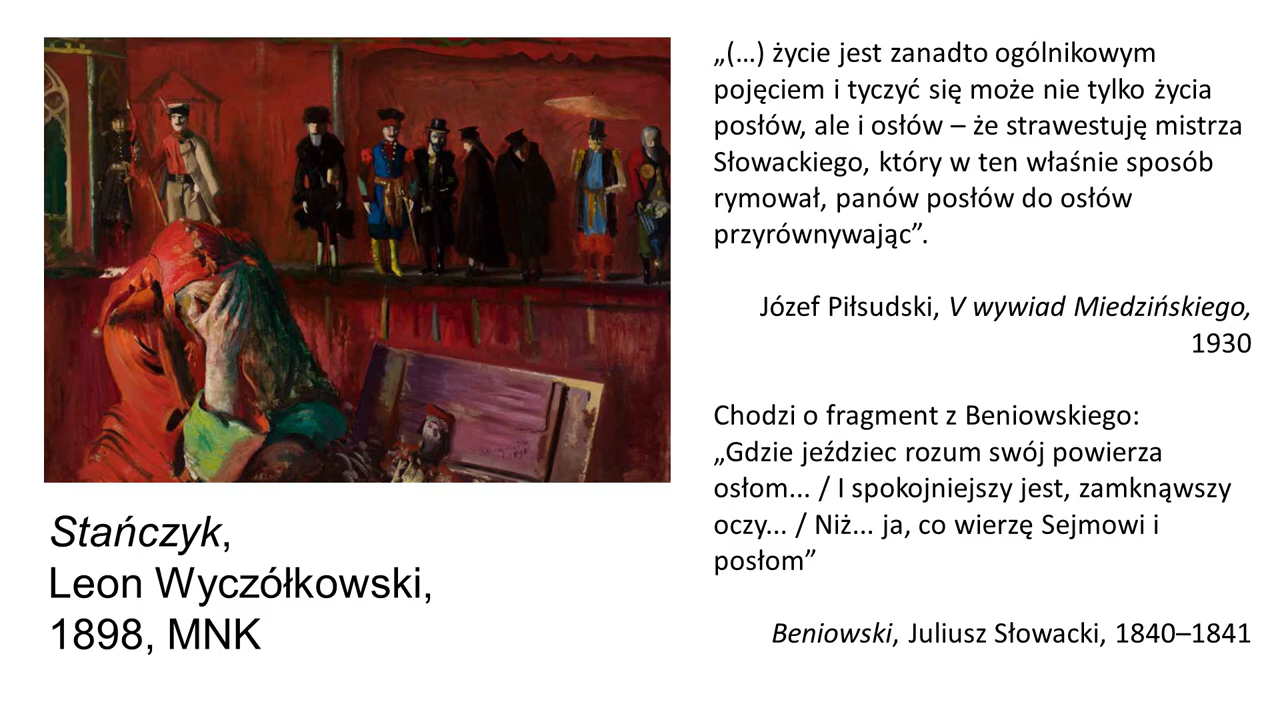 „(…) życie jest zanadto ogólnikowym
pojęciem i tyczyć się może nie tylko życia
posłów, ale i osłów – że strawestuję mistrza
Słowackiego, który w ten właśnie sposób
rymował, panów posłów do osłów
przyrównywając”.
Józef Piłsudski, V wywiad Miedzińskiego,
1930
Chodzi o fragment z Beniowskiego:
„Gdzie jeździec rozum swój powierza
osłom... / I spokojniejszy jest, zamknąwszy
oczy... / Niż... ja, co wierzę Sejmowi i
posłom”
Beniowski, Juliusz Słowacki, 1840–1841
Stańczyk,
Leon Wyczółkowski,
1898, MNK